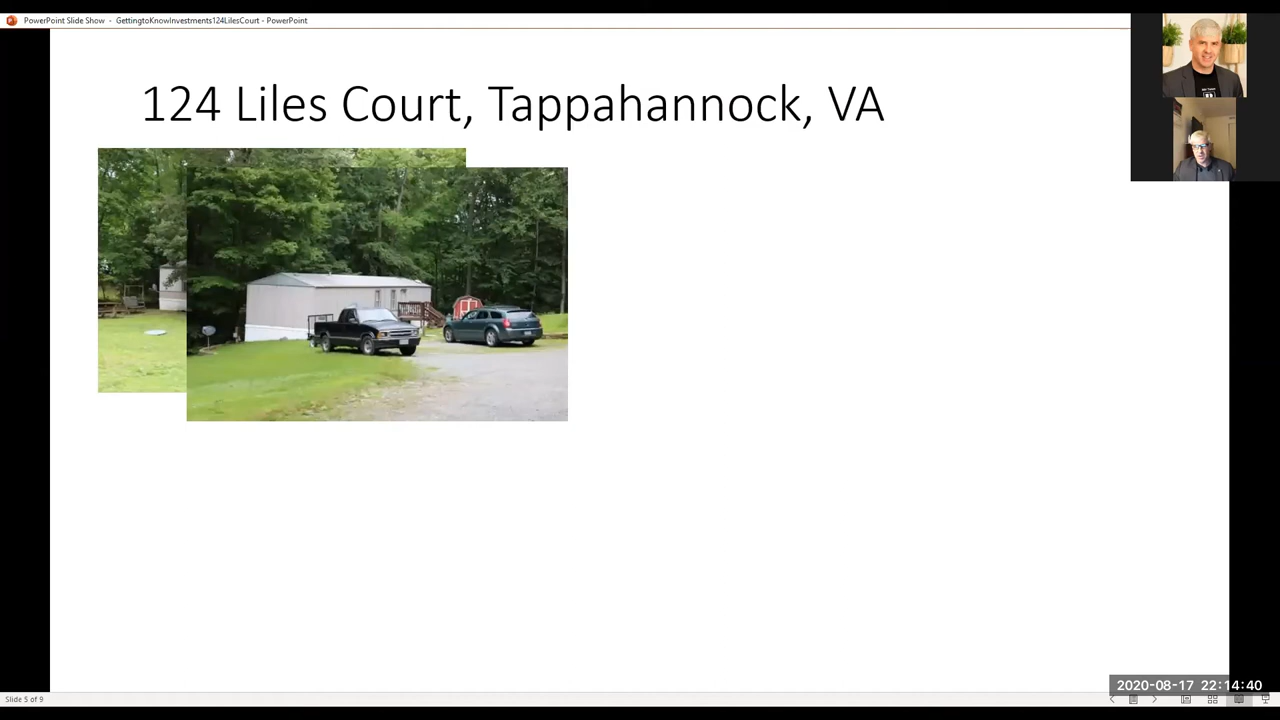 PowerPoint Slide Show - GettingtoKnowInvestments124LilesCourt - PowerPoint
124 Liles Court, Tappahannock, VA
2020-08-17 22:14:40
Slide 5 of 9